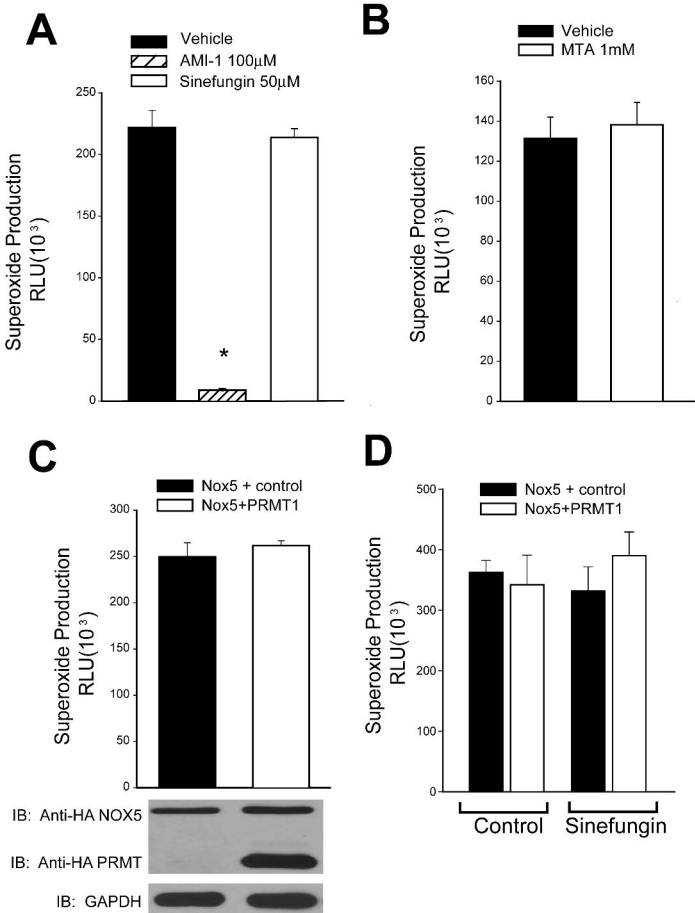 A
Vehicle
AMI-1 100µM
Sinefungin 50µM
Superoxide Production
RLU(10³)
250
200
150
100
50
0
*
B
Vehicle
MTA 1mM
Superoxide Production
RLU(10³)
160
140
120
100
80
60
40
20
0
C
Nox5 + control
Nox5+PRMT1
Superoxide Production
RLU(10³)
300
250
200
150
100
50
0
IB: Anti-HA NOX5
IB: Anti-HA PRMT
IB: GAPDH
D
Nox5 + control
Nox5+PRMT1
Superoxide Production
RLU(10³)
500
400
300
200
100
0
Control
Sinefungin